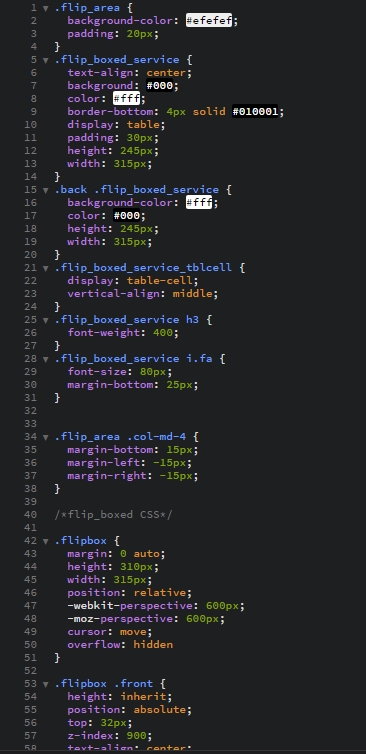 1 .flip_area {
2 background-color: #efefef;
3 padding: 20px;
4 }
5 .flip_boxed_service {
6 text-align: center;
7 background: #000;
8 color: #fff;
9 border-bottom: 4px solid #010001;
10 display: table;
11 padding: 30px;
12 height: 245px;
13 width: 315px;
14 }
15 .back .flip_boxed_service {
16 background-color: #fff;
17 color: #000;
18 height: 245px;
19 width: 315px;
20 }
21 .flip_boxed_service_tblcell {
22 display: table-cell;
23 vertical-align: middle;
24 }
25 .flip_boxed_service h3 {
26 font-weight: 400;
27 }
28 .flip_boxed_service i.fa {
29 font-size: 80px;
30 margin-bottom: 25px;
31 }
32
33
34 .flip_area .col-md-4 {
35 margin-bottom: 15px;
36 margin-left: -15px;
37 margin-right: -15px;
38 }
39
40 /*flip_boxed CSS*/
41
42 .flipbox {
43 margin: 0 auto;
44 height: 310px;
45 width: 315px;
46 position: relative;
47 -webkit-perspective: 600px;
48 -moz-perspective: 600px;
49 cursor: move;
50 overflow: hidden
51 }
52
53 .flipbox .front {
54 height: inherit;
55 position: absolute;
56 top: 32px;
57 z-index: 900;
58 text-align: center;